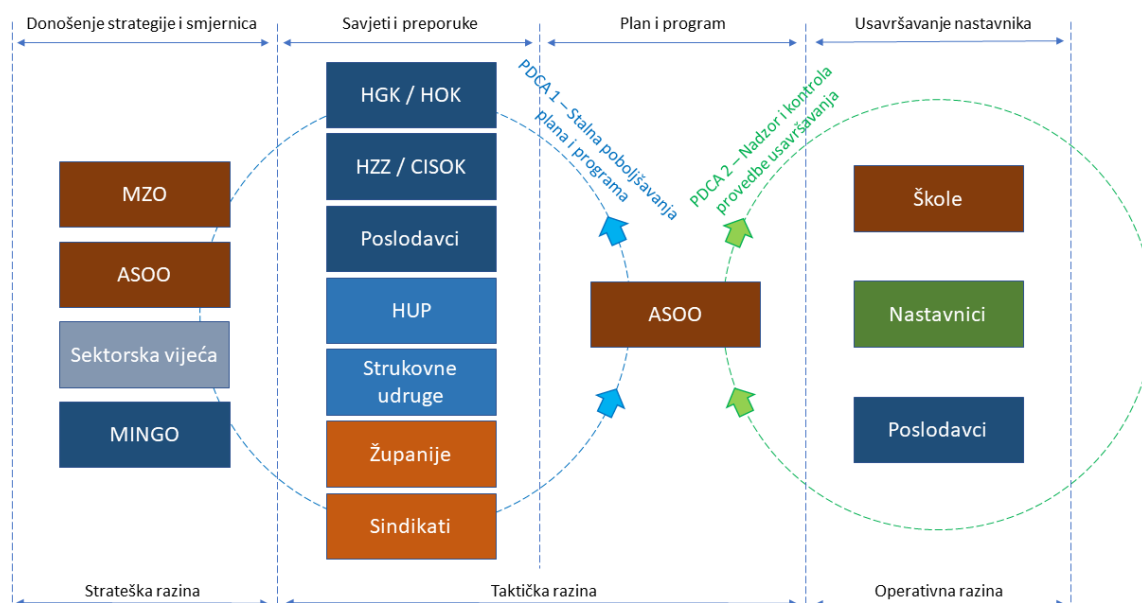 Donošenje strategije i smjernica
Savjeti i preporuke
Plan i program
Usavršavanje nastavnika
MZO
ASOO
Sektorska vijeća
MINGO
HGK / HOK
HZZ / CISOK
Poslodavci
HUP
Strukovne
udruge
Županije
Sindikati
PDCA 1 – Stalna poboljšavanja
plana i programa
PDCA 2 – Nadzor i kontrola
provedbe usavršavanja
ASOO
Škole
Nastavnici
Poslodavci
Strateška razina
Taktička razina
Operativna razina